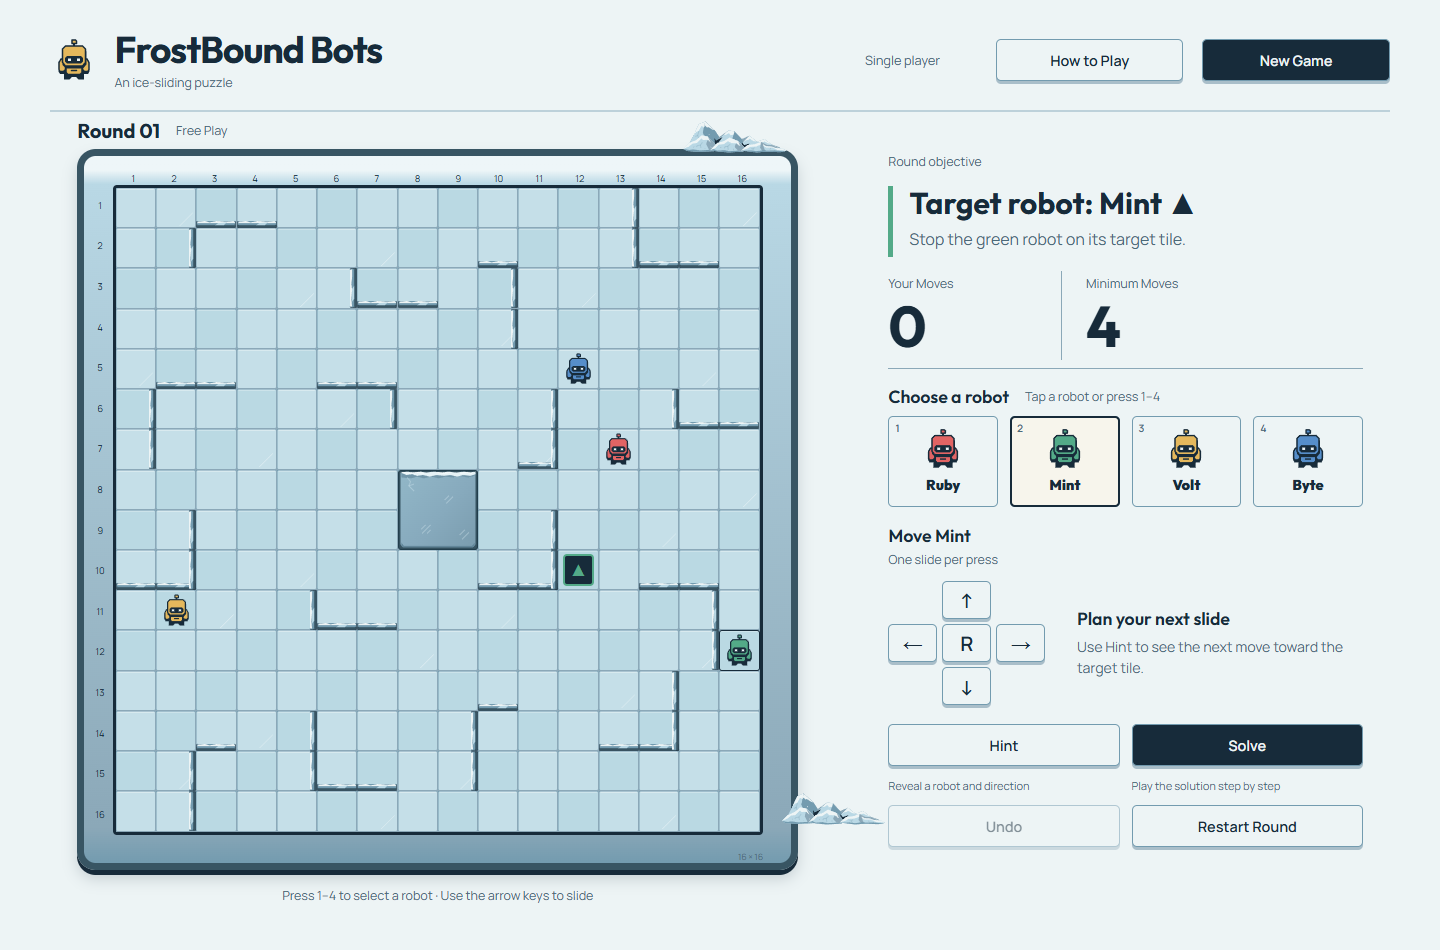 FrostBound Bots
An ice-sliding puzzle
Single player
How to Play
New Game
Round 01 Free Play
1 2 3 4 5 6 7 8 9 10 11 12 13 14 15 16
1
2
3
4
5
6
7
8
9
10
11
12
13
14
15
16
16 × 16
Press 1–4 to select a robot · Use the arrow keys to slide
Round objective
Target robot: Mint ▲
Stop the green robot on its target tile.
Your Moves
0
Minimum Moves
4
Choose a robot Tap a robot or press 1–4
1
Ruby
2
Mint
3
Volt
4
Byte
Move Mint
One slide per press
↑
← R →
↓
Plan your next slide
Use Hint to see the next move toward the
target tile.
Hint
Reveal a robot and direction
Solve
Play the solution step by step
Undo
Restart Round